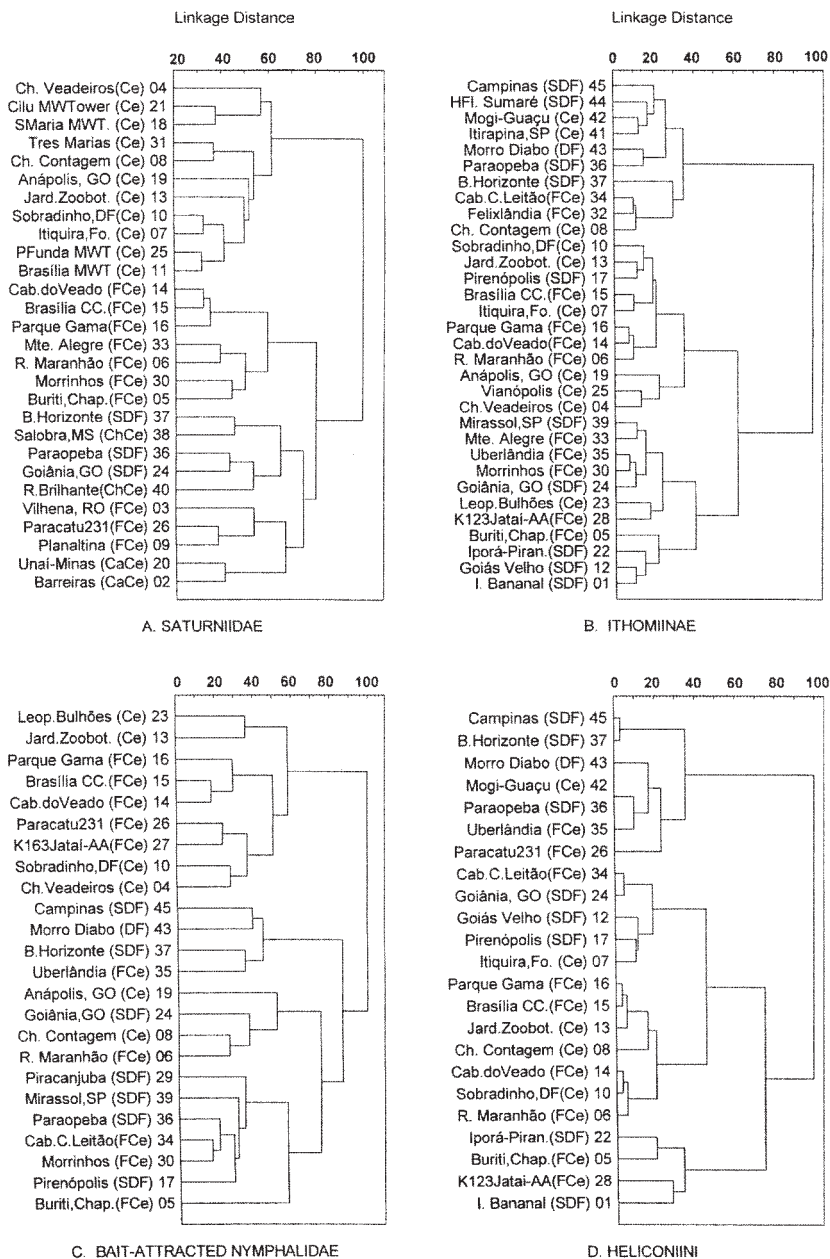 Linkage Distance
20 40 60 80 100
Ch. Veadeiros(Ce) 04
Cilu MWTower (Ce) 21
SMaria MWT. (Ce) 18
Tres Marias (Ce) 31
Ch. Contagem (Ce) 08
Anápolis, GO (Ce) 19
Jard.Zoobot. (Ce) 13
Sobradinho,DF(Ce) 10
Itiquira,Fo. (Ce) 07
PFunda MWT (Ce) 25
Brasília MWT (Ce) 11
Cab.doVeado (FCe) 14
Brasília CC.(FCe) 15
Parque Gama(FCe) 16
Mte. Alegre (FCe) 33
R. Maranhão (FCe) 06
Morrinhos (FCe) 30
Buriti,Chap.(FCe) 05
B.Horizonte (SDF) 37
Salobra,MS (ChCe) 38
Paraopeba (SDF) 36
Goiânia,GO (SDF) 24
R.Brilhante(ChCe) 40
Vilhena, RO (FCe) 03
Paracatu231(FCe) 26
Planaltina (FCe) 09
Unaí-Minas (CaCe) 20
Barreiras (CaCe) 02
A. SATURNIIDAE
Linkage Distance
0 20 40 60 80 100
Campinas (SDF) 45
HFl. Sumaré (SDF) 44
Mogi-Guaçu (Ce) 42
Itirapina,SP (Ce) 41
Morro Diabo (DF) 43
Paraopeba (SDF) 36
B.Horizonte (SDF) 37
Cab.C.Leitão(FCe) 34
Felixlândia (FCe) 32
Ch. Contagem (Ce) 08
Sobradinho,DF(Ce) 10
Jard.Zoobot. (Ce) 13
Pirenópolis (SDF) 17
Brasília CC.(FCe) 15
Itiquira,Fo. (Ce) 07
Parque Gama (FCe) 16
Cab.doVeado(FCe) 14
R. Maranhão (FCe) 06
Anápolis, GO (Ce) 19
Vianópolis (Ce) 25
Ch.Veadeiros (Ce) 04
Mirassol,SP (SDF) 39
Mte. Alegre (FCe) 33
Uberlândia (FCe) 35
Morrinhos (FCe) 30
Goiânia, GO (SDF) 24
Leop.Bulhões (Ce) 23
K123Jataí-AA(FCe) 28
Buriti,Chap.(FCe) 05
Iporá-Piran.(SDF) 22
Goiás Velho (SDF) 12
I. Bananal (SDF) 01
B. ITHOMIINAE
0 20 40 60 80 100
Leop.Bulhões (Ce) 23
Jard.Zoobot. (Ce) 13
Parque Gama (FCe) 16
Brasília CC.(FCe) 15
Cab.doVeado (FCe) 14
Paracatu231 (FCe) 26
K163Jataí-AA(FCe) 27
Sobradinho,DF(Ce) 10
Ch.Veadeiros (Ce) 04
Campinas (SDF) 45
Morro Diabo (DF) 43
B.Horizonte (SDF) 37
Uberlândia (FCe) 35
Anápolis, GO (Ce) 19
Goiânia,GO (SDF) 24
Ch. Contagem (Ce) 08
R. Maranhão (FCe) 06
Piracanjuba (SDF) 29
Mirassol,SP (SDF) 39
Paraopeba (SDF) 36
Cab.C.Leitão(FCe) 34
Morrinhos (FCe) 30
Pirenópolis (SDF) 17
Buriti,Chap.(FCe) 05
C. BAIT-ATTRACTED NYMPHALIDAE
0 20 40 60 80 100
Campinas (SDF) 45
B.Horizonte (SDF) 37
Morro Diabo (DF) 43
Mogi-Guaçu (Ce) 42
Paraopeba (SDF) 36
Uberlândia (FCe) 35
Paracatu231 (FCe) 26
Cab.C.Leitão(FCe) 34
Goiânia, GO (SDF) 24
Goiás Velho (SDF) 12
Pirenópolis (SDF) 17
Itiquira,Fo. (Ce) 07
Parque Gama (FCe) 16
Brasília CC.(FCe) 15
Jard.Zoobot. (Ce) 13
Ch. Contagem (Ce) 08
Cab.doVeado (FCe) 14
Sobradinho,DF(Ce) 10
R. Maranhão (FCe) 06
Iporá-Piran.(SDF) 22
Buriti,Chap.(FCe) 05
K123Jatai-AA(FCe) 28
I. Bananal (SDF) 01
D. HELICONIINI